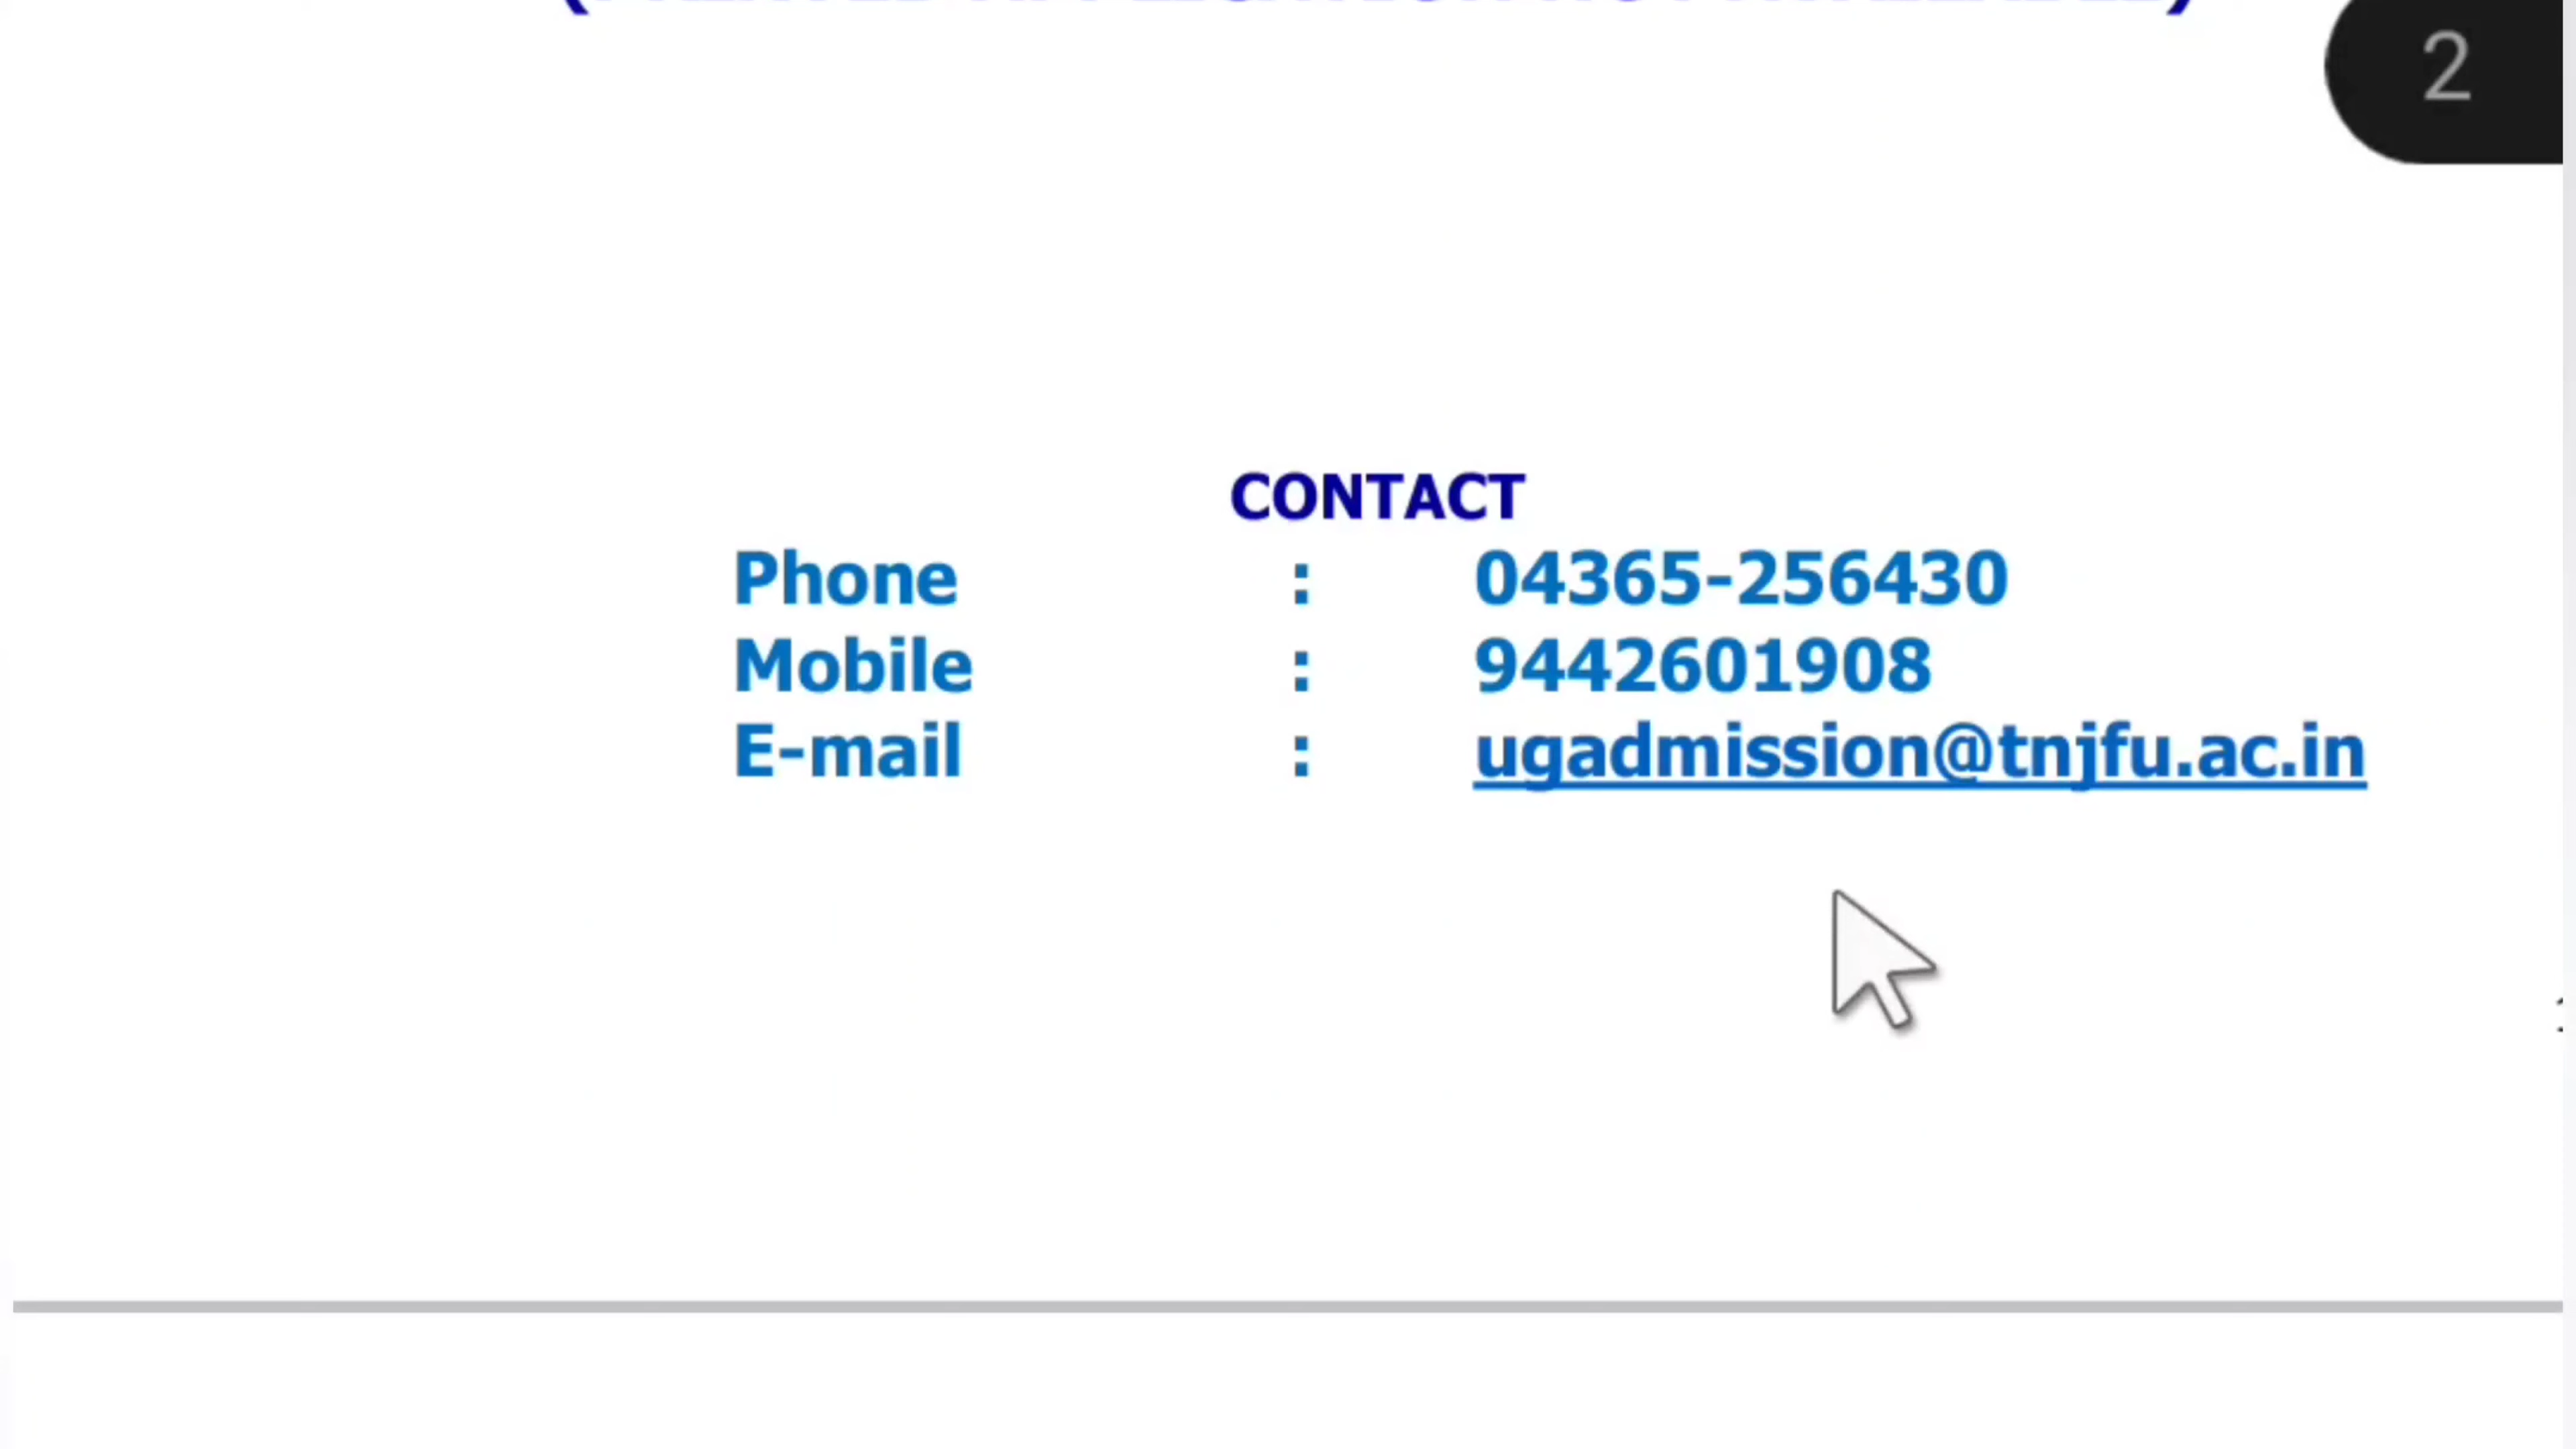 2
CONTACT
Phone : 04365-256430
Mobile : 9442601908
E-mail : ugadmission@tnjfu.ac.in